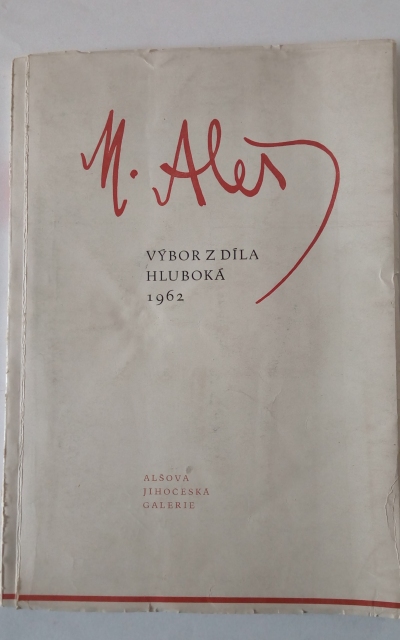 M. Aleš
VÝBOR Z DÍLA
HLUBOKÁ
1962
ALŠOVA
JIHOČESKÁ
GALERIE